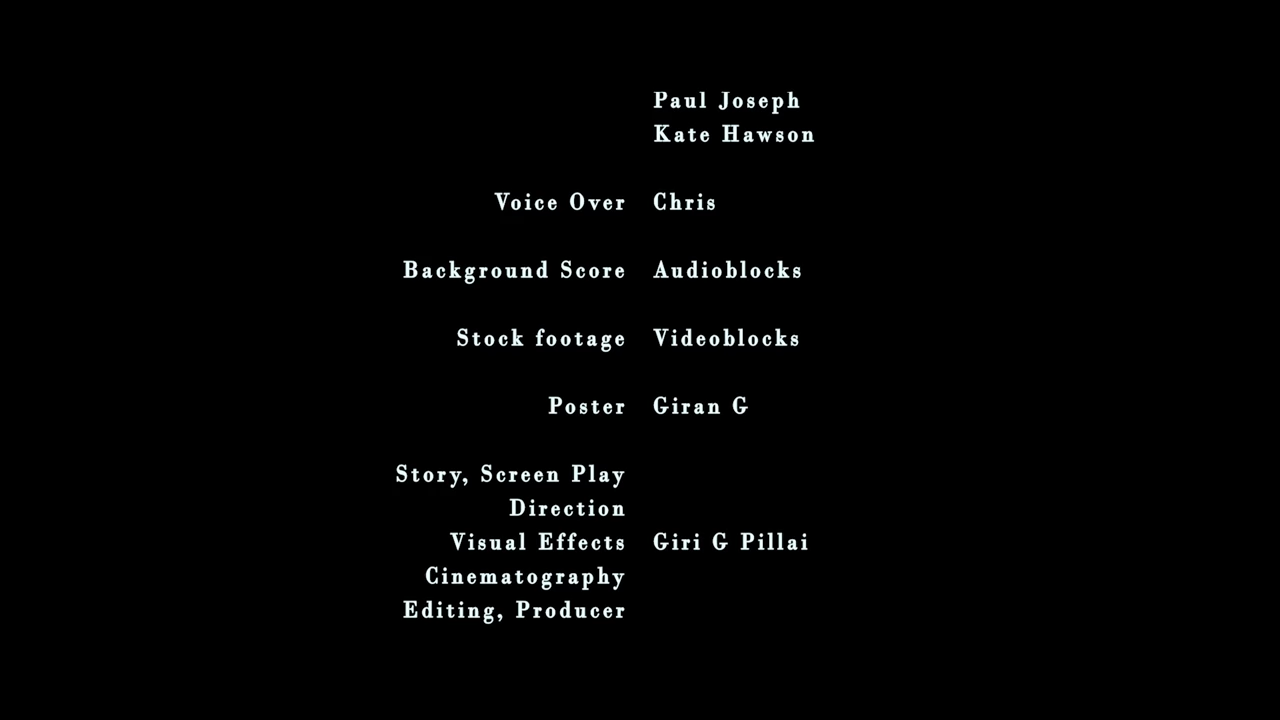 Paul Joseph
Kate Hawson
Voice Over Chris
Background Score Audioblocks
Stock footage Videoblocks
Poster Giran G
Story, Screen Play
Direction
Visual Effects Giri G Pillai
Cinematography
Editing, Producer